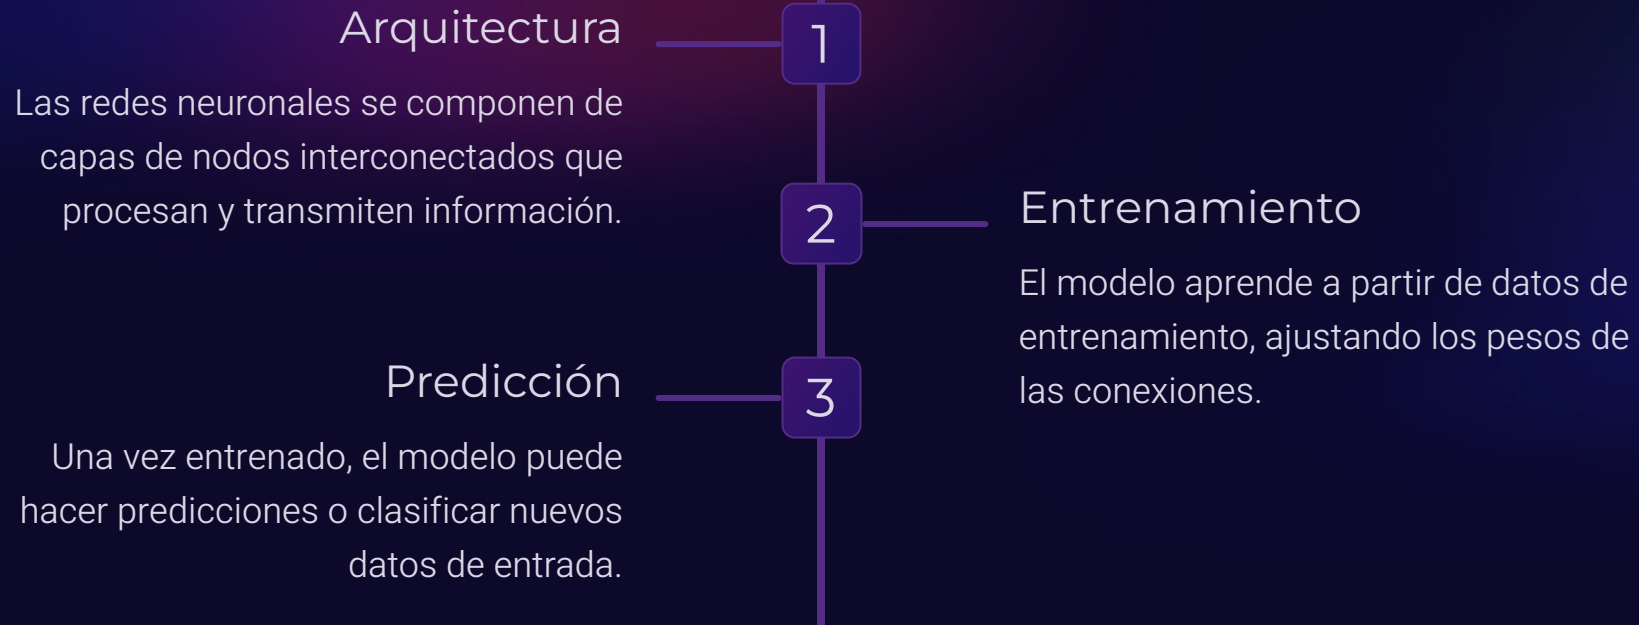 Arquitectura
1
Las redes neuronales se componen de
capas de nodos interconectados que
procesan y transmiten información.
2
Entrenamiento
El modelo aprende a partir de datos de
entrenamiento, ajustando los pesos de
las conexiones.
Predicción
3
Una vez entrenado, el modelo puede
hacer predicciones o clasificar nuevos
datos de entrada.